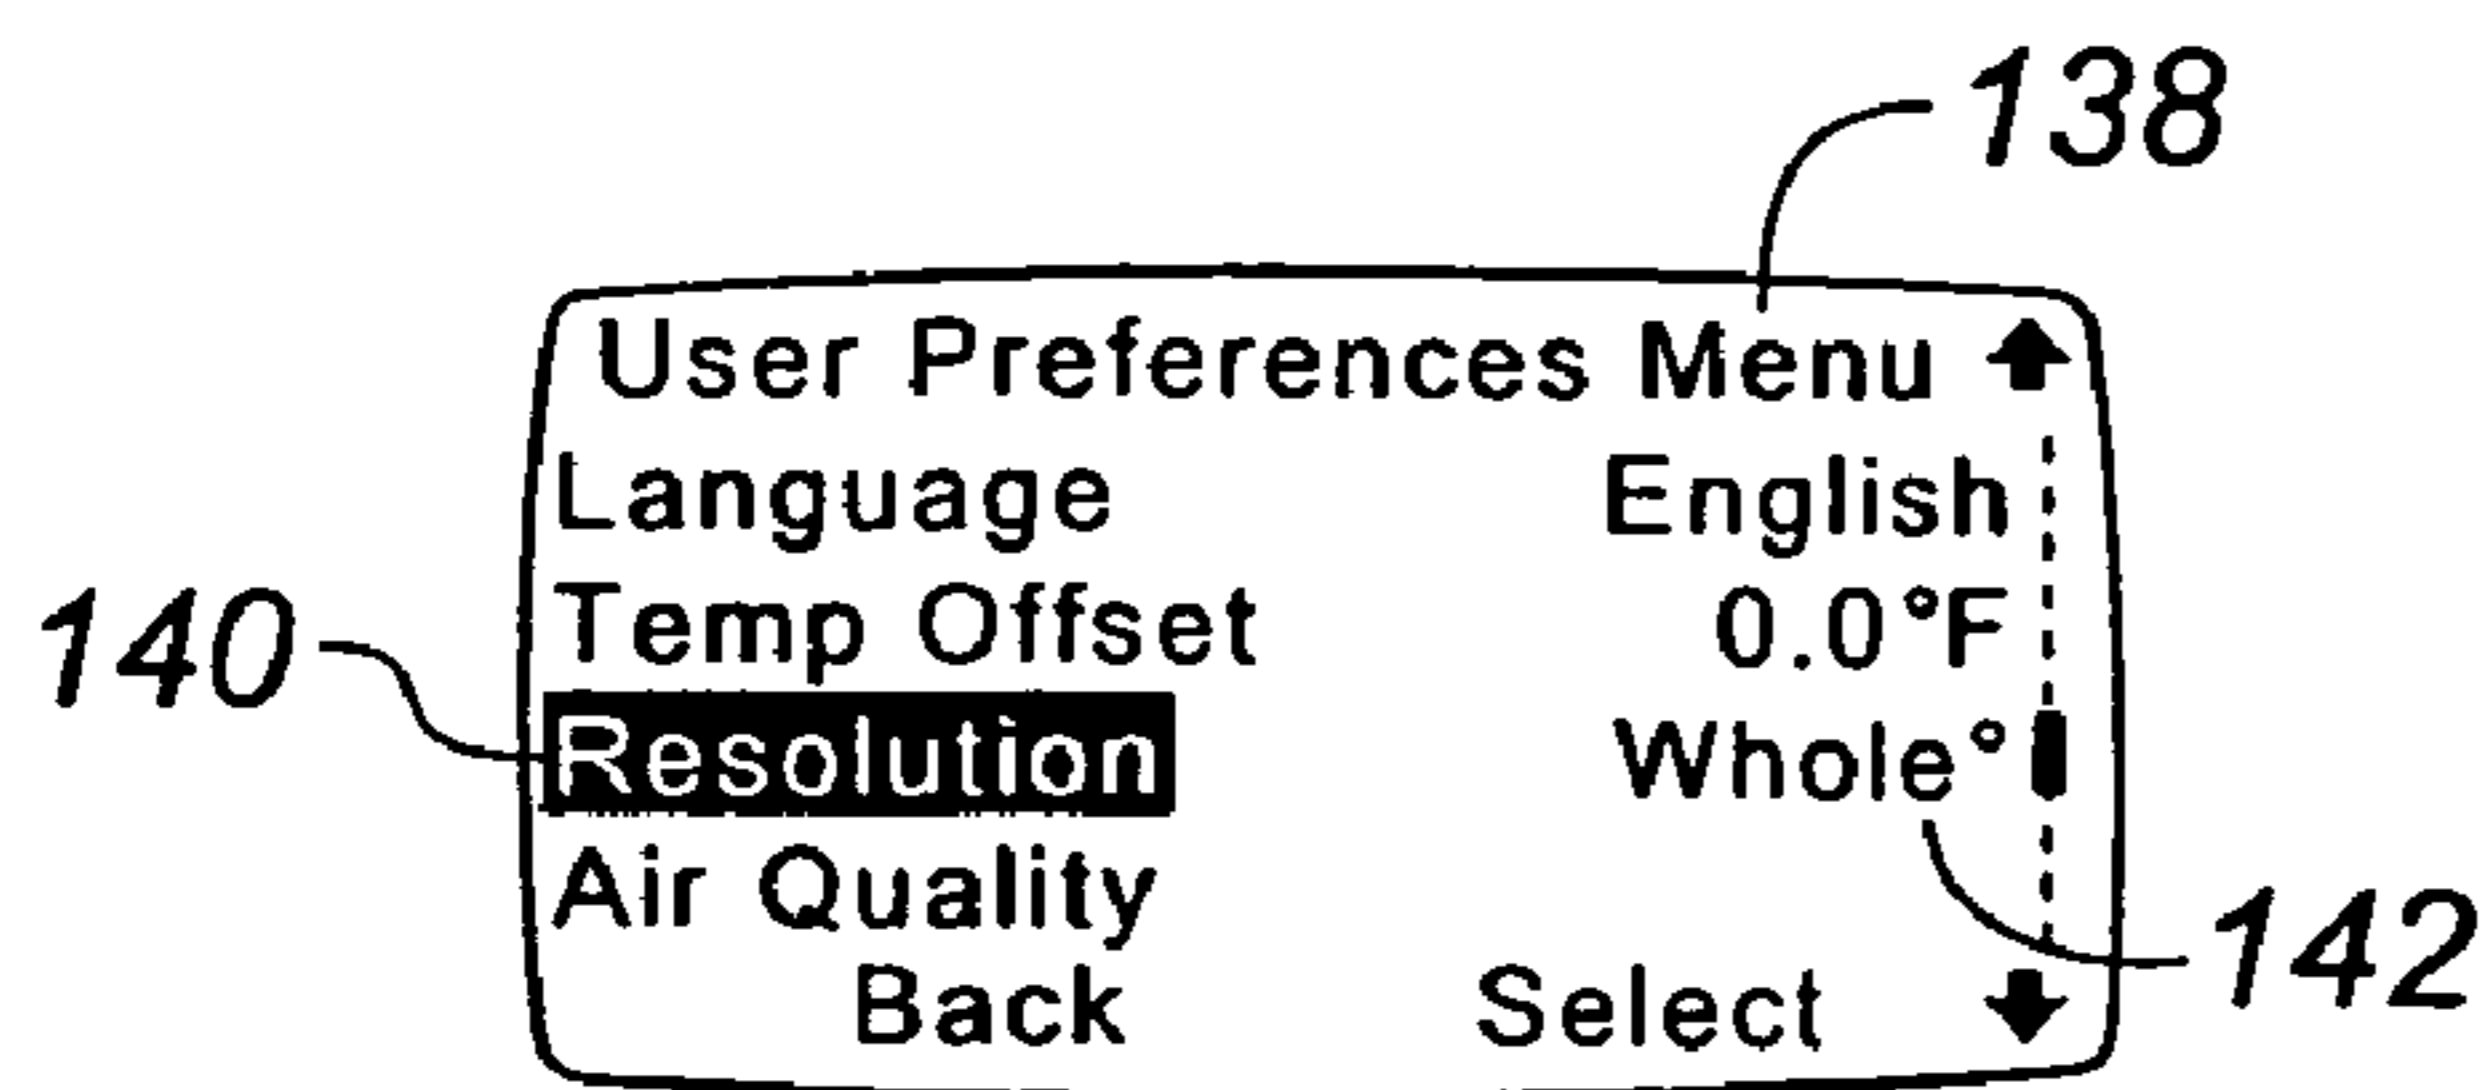 138
User Preferences Menu
Language English
Temp Offset 0.0°F
140
Resolution Whole°
Air Quality
142
Back Select